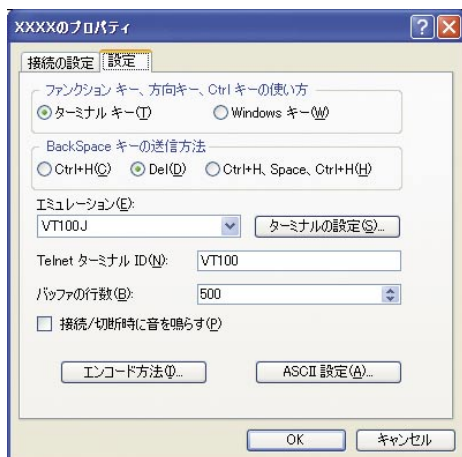 XXXXのプロパティ
接続の設定 設定
ファンクション キー、方向キー、Ctrl キーの使い方
ターミナル キー(T) Windows キー(W)
BackSpace キーの送信方法
Ctrl+H(C) Del(D) Ctrl+H、Space、Ctrl+H(H)
エミュレーション(E):
VT100J ターミナルの設定(S)...
Telnet ターミナル ID(N): VT100
バッファの行数(B): 500
接続/切断時に音を鳴らす(P)
エンコード方法(I)... ASCII 設定(A)...
OK キャンセル